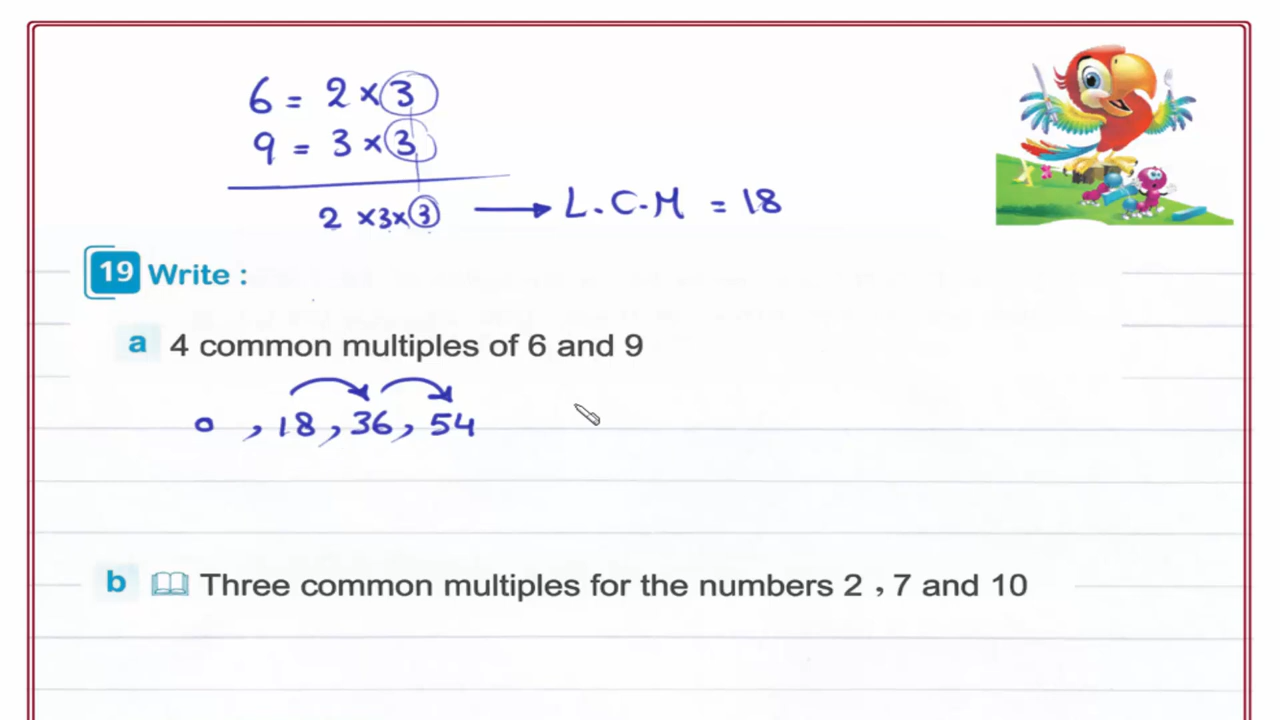 6 = 2 × 3
9 = 3 × 3
2 × 3 × 3 → L.C.M = 18
19 Write :
a 4 common multiples of 6 and 9
0 , 18 , 36 , 54
b Three common multiples for the numbers 2 , 7 and 10